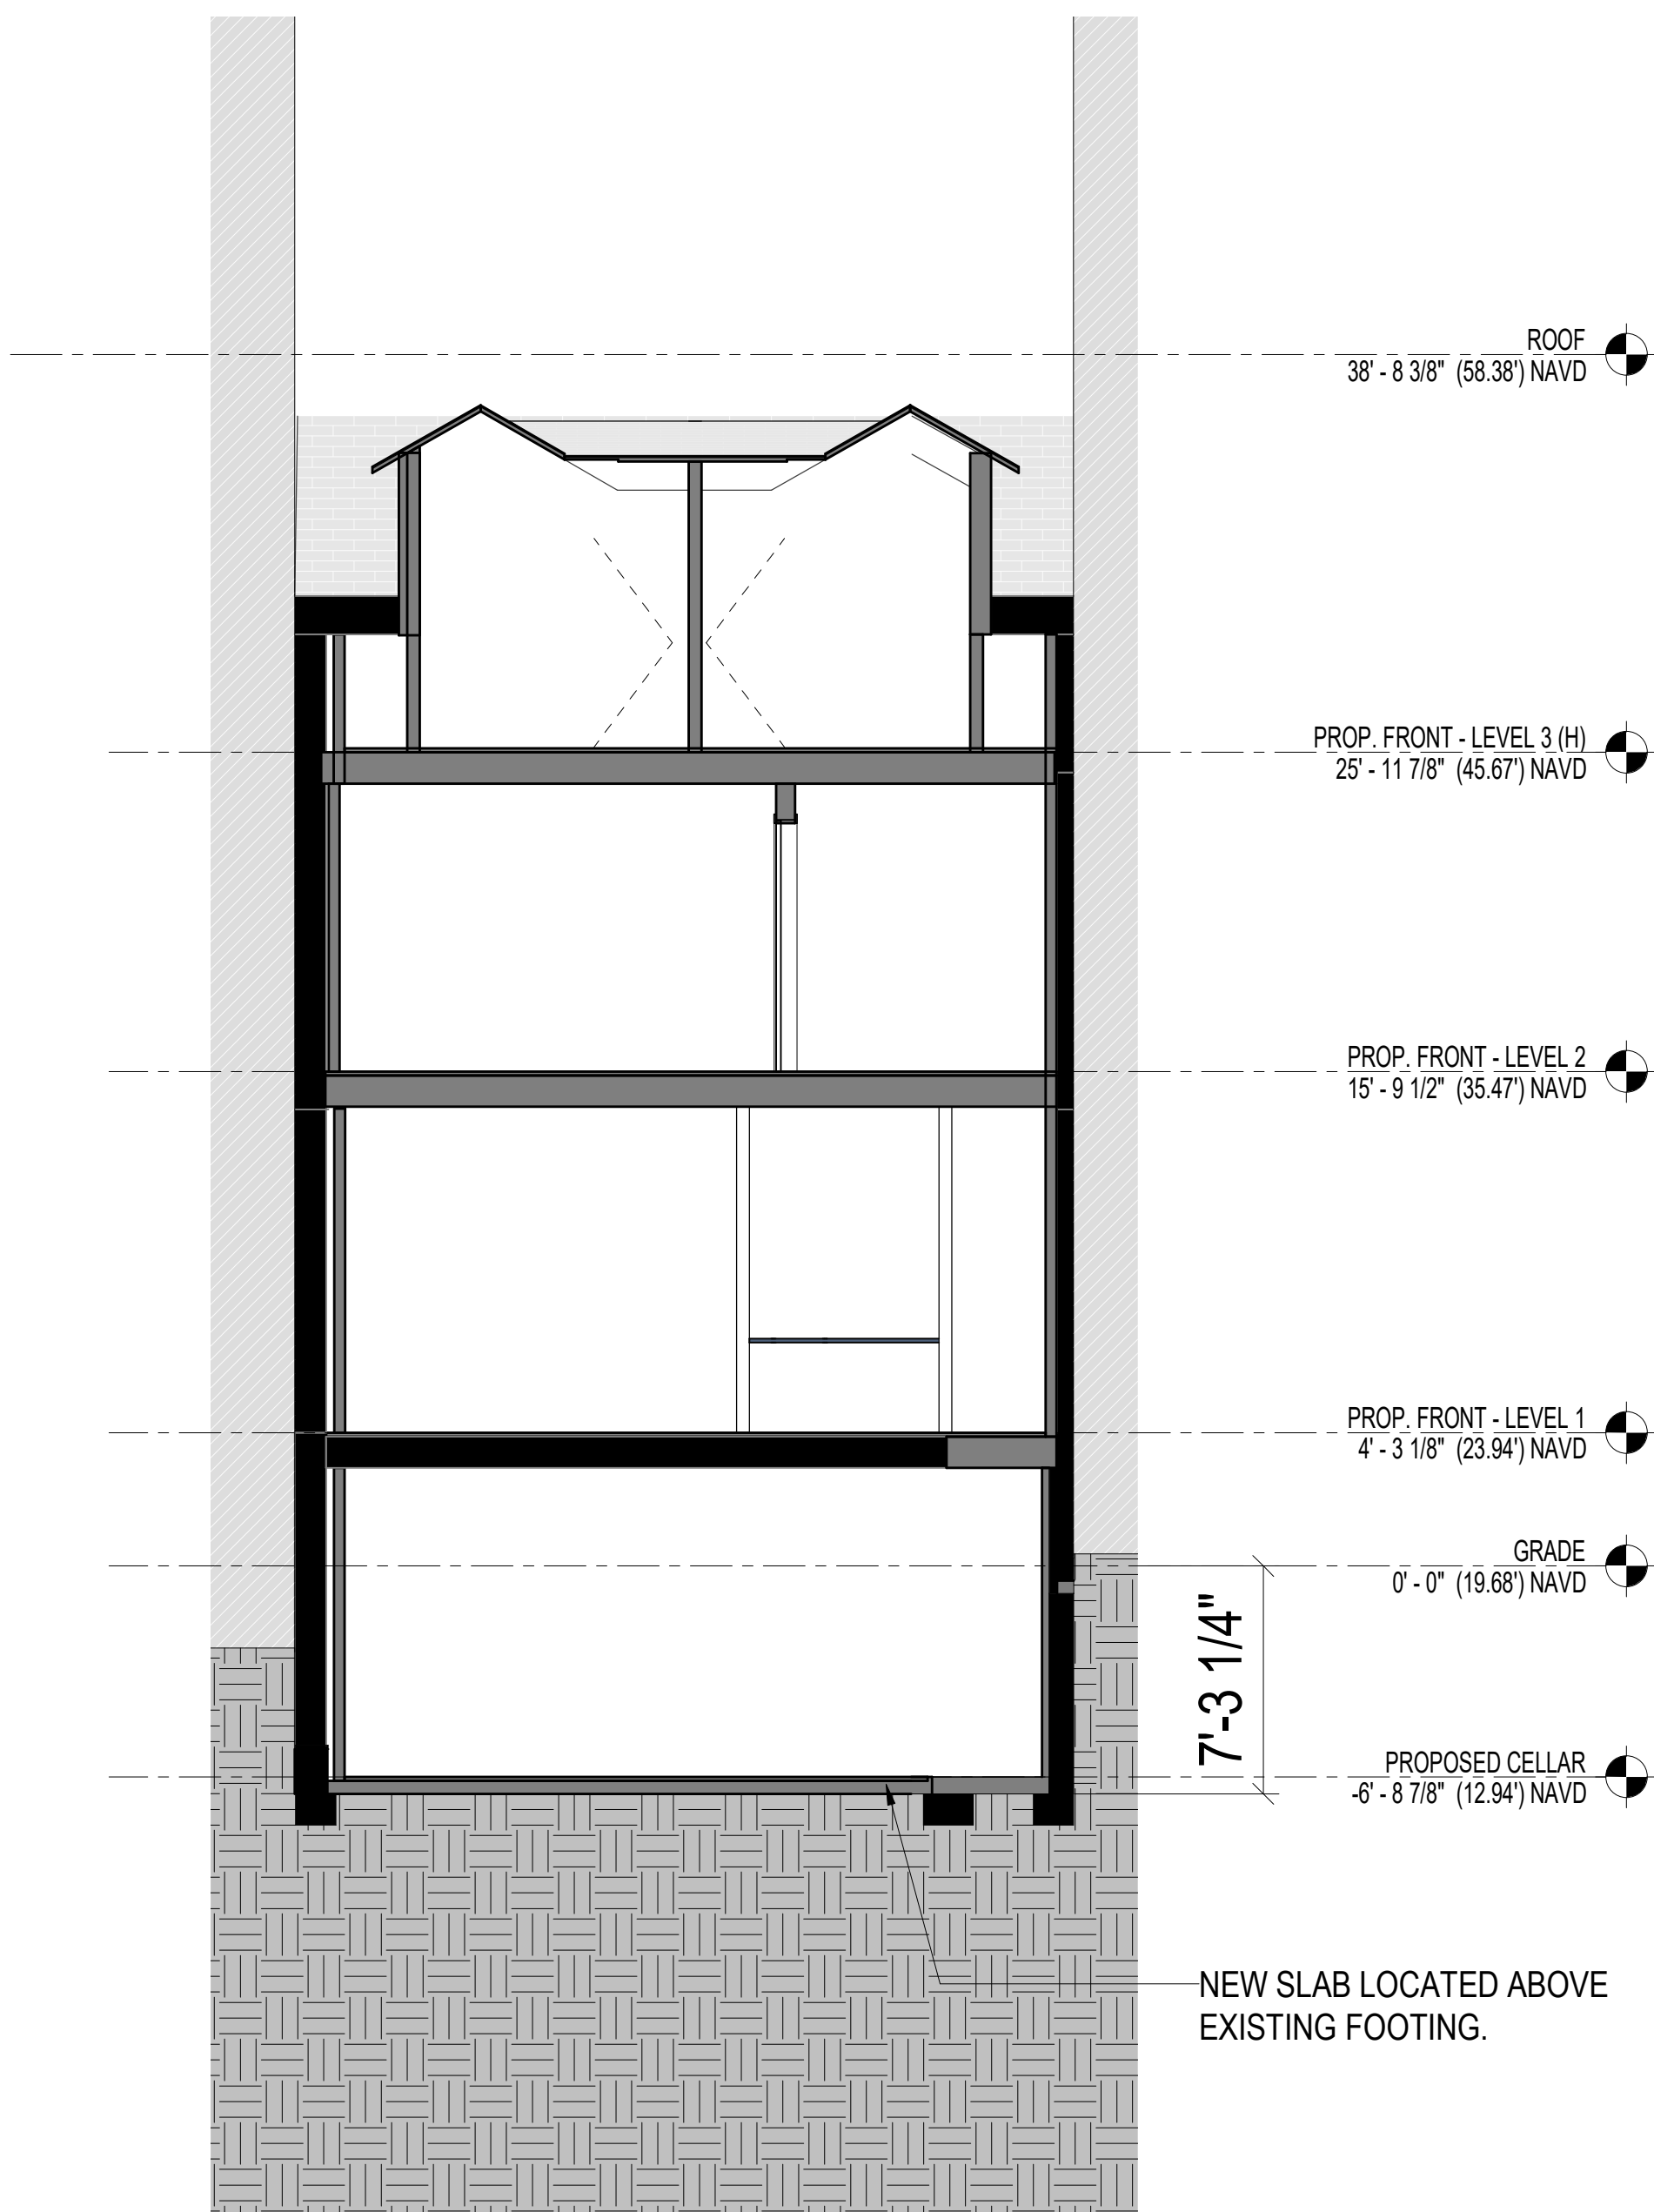 ROOF
38' - 8 3/8" (58.38') NAVD
PROP. FRONT - LEVEL 3 (H)
25' - 11 7/8" (45.67') NAVD
PROP. FRONT - LEVEL 2
15' - 9 1/2" (35.47') NAVD
PROP. FRONT - LEVEL 1
4' - 3 1/8" (23.94') NAVD
GRADE
0' - 0" (19.68') NAVD
7'-3 1/4"
PROPOSED CELLAR
-6' - 8 7/8" (12.94') NAVD
NEW SLAB LOCATED ABOVE
EXISTING FOOTING.